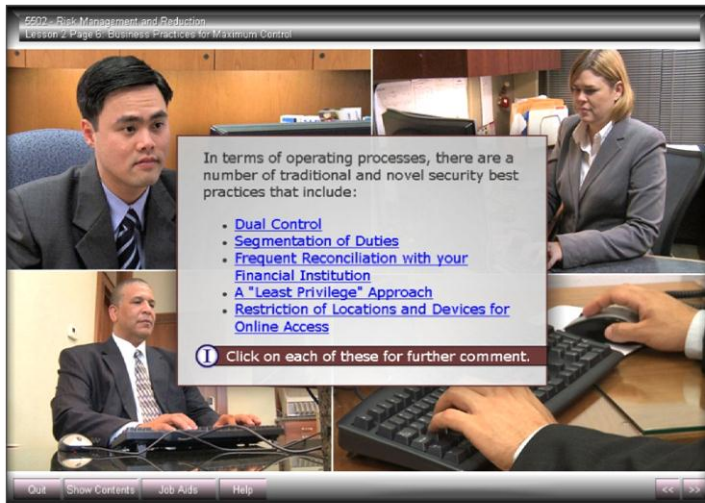 5502 - Risk Management and Reduction
Lesson 2 Page 6: Business Practices for Maximum Control
In terms of operating processes, there are a
number of traditional and novel security best
practices that include:
• Dual Control
• Segmentation of Duties
• Frequent Reconciliation with your
Financial Institution
• A "Least Privilege" Approach
• Restriction of Locations and Devices for
Online Access
I Click on each of these for further comment.
Quit Show Contents Job Aids Help << >>